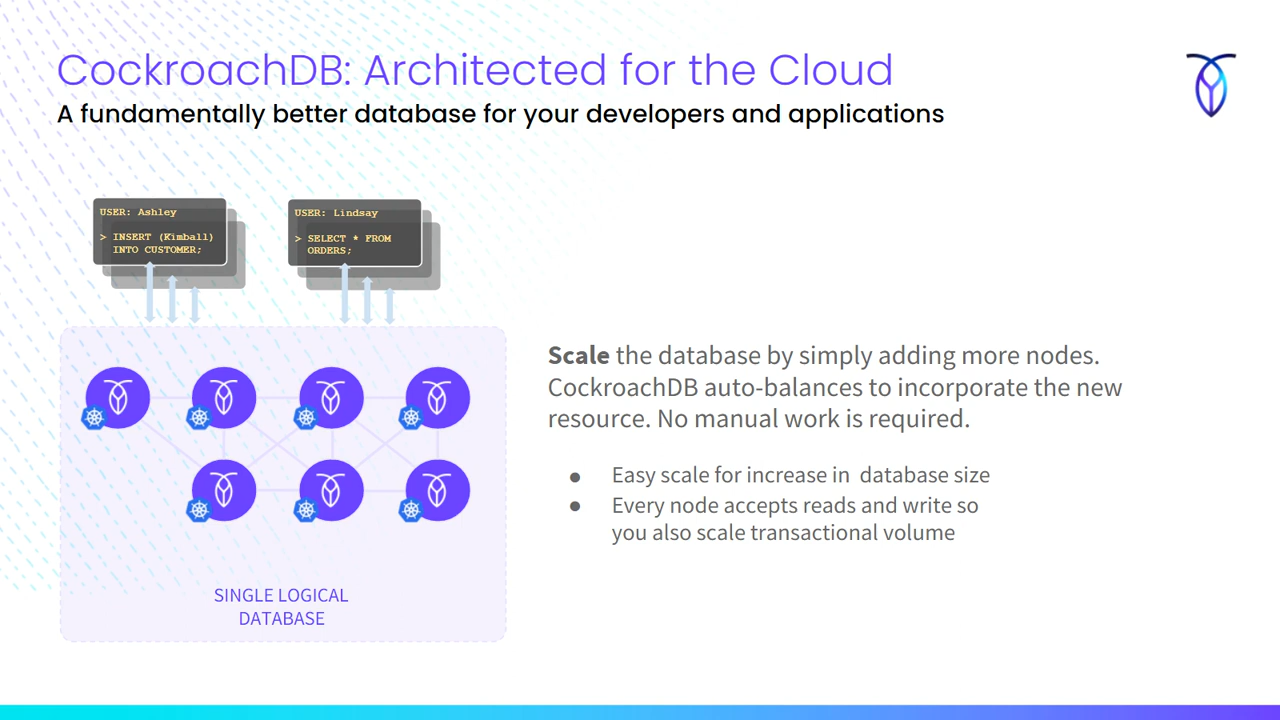 CockroachDB: Architected for the Cloud
A fundamentally better database for your developers and applications
USER: Ashley
> INSERT (Kimball)
INTO CUSTOMER;
USER: Lindsay
> SELECT * FROM
ORDERS;
Scale the database by simply adding more nodes.
CockroachDB auto-balances to incorporate the new
resource. No manual work is required.
● Easy scale for increase in  database size
● Every node accepts reads and write so
you also scale transactional volume
SINGLE LOGICAL
DATABASE